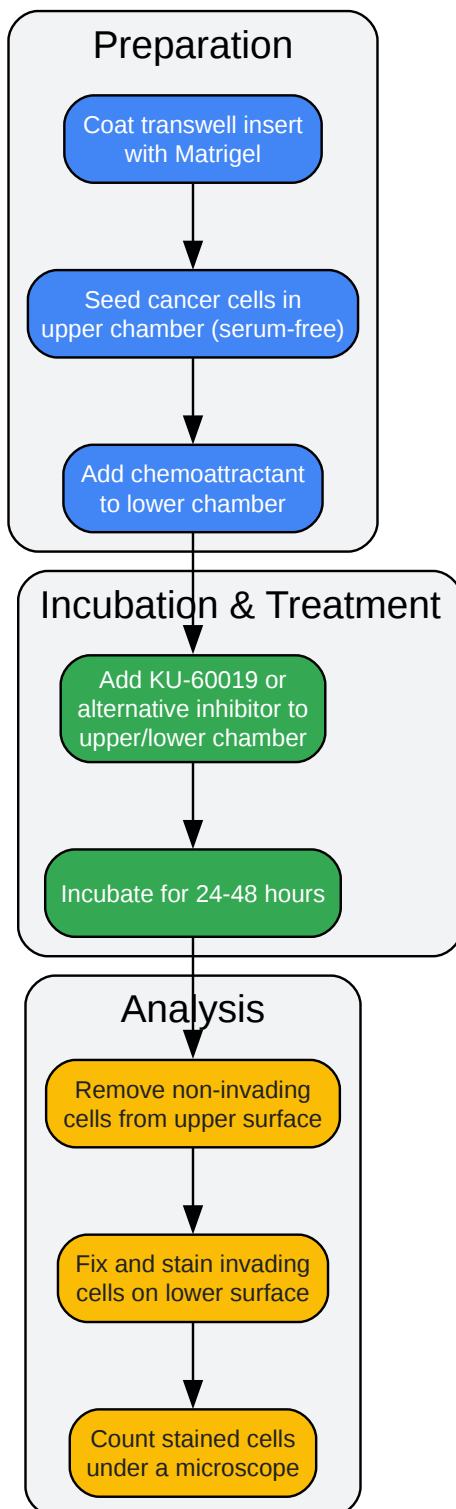 Preparation
Coat transwell insert
with Matrigel
Seed cancer cells in
upper chamber (serum-free)
Add chemoattractant
to lower chamber
Incubation & Treatment
Add KU-60019 or
alternative inhibitor to
upper/lower chamber
Incubate for 24-48 hours
Analysis
Remove non-invading
cells from upper surface
Fix and stain invading
cells on lower surface
Count stained cells
under a microscope